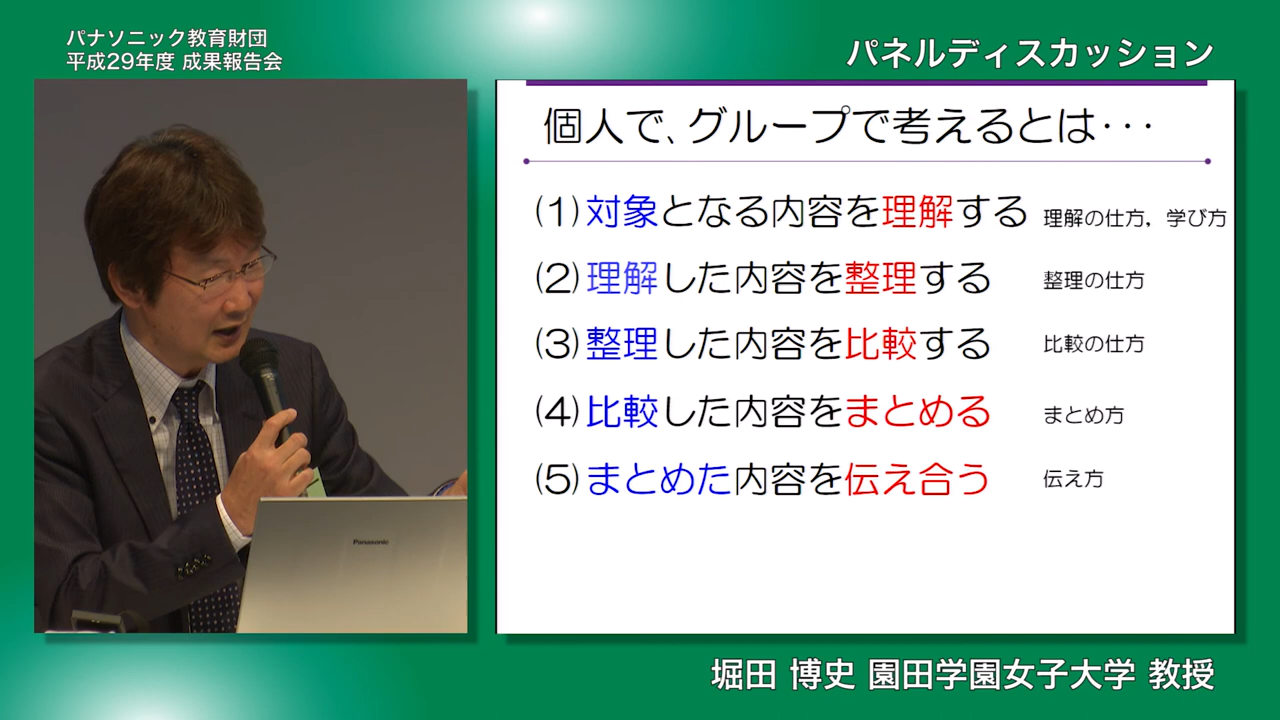 パナソニック教育財団
平成29年度 成果報告会
パネルディスカッション
個人で、グループで考えるとは・・・
(1)対象となる内容を理解する 理解の仕方，学び方
(2)理解した内容を整理する 整理の仕方
(3)整理した内容を比較する 比較の仕方
(4)比較した内容をまとめる まとめ方
(5)まとめた内容を伝え合う 伝え方
Panasonic
堀田 博史 園田学園女子大学 教授